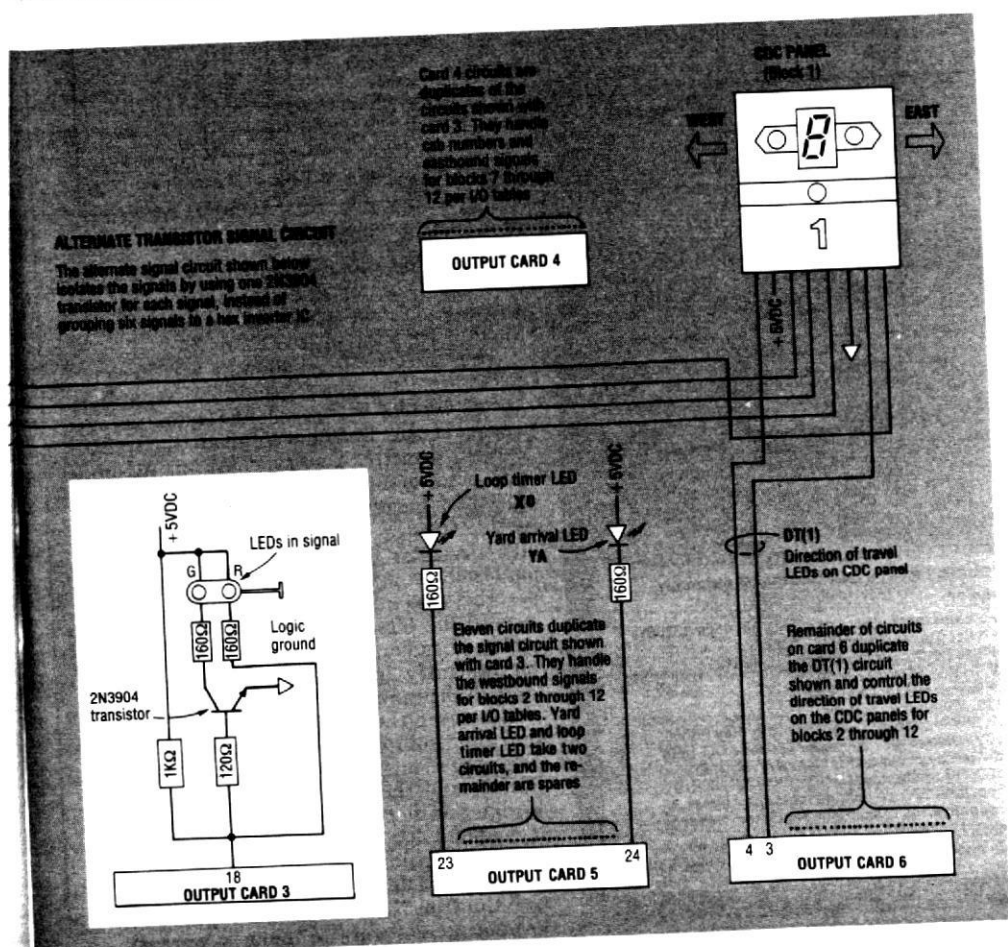 Card 4 circuits are
duplicates of the
circuits shown with
card 3. They handle
cab numbers and
eastbound signals
for blocks 7 through
12 per I/O tables
OUTPUT CARD 4
CDC PANEL
(Block 1)
WEST
EAST
8
1
+ 5VDC
ALTERNATE TRANSISTOR SIGNAL CIRCUIT
The alternate signal circuit shown below
isolates the signals by using one 2N3904
transistor for each signal, instead of
grouping six signals to a hex inverter IC
+ 5VDC
G
R
LEDs in signal
160Ω
160Ω
Logic
ground
2N3904
transistor
1KΩ
120Ω
18
OUTPUT CARD 3
+ 5VDC
Loop timer LED
X8
160Ω
+ 5VDC
Yard arrival LED
YA
160Ω
Eleven circuits duplicate
the signal circuit shown
with card 3. They handle
the westbound signals
for blocks 2 through 12
per I/O tables. Yard
arrival LED and loop
timer LED take two
circuits, and the re-
mainder are spares
23
24
OUTPUT CARD 5
DT(1)
Direction of travel
LEDs on CDC panel
Remainder of circuits
on card 6 duplicate
the DT(1) circuit
shown and control the
direction of travel LEDs
on the CDC panels for
blocks 2 through 12
4 3
OUTPUT CARD 6